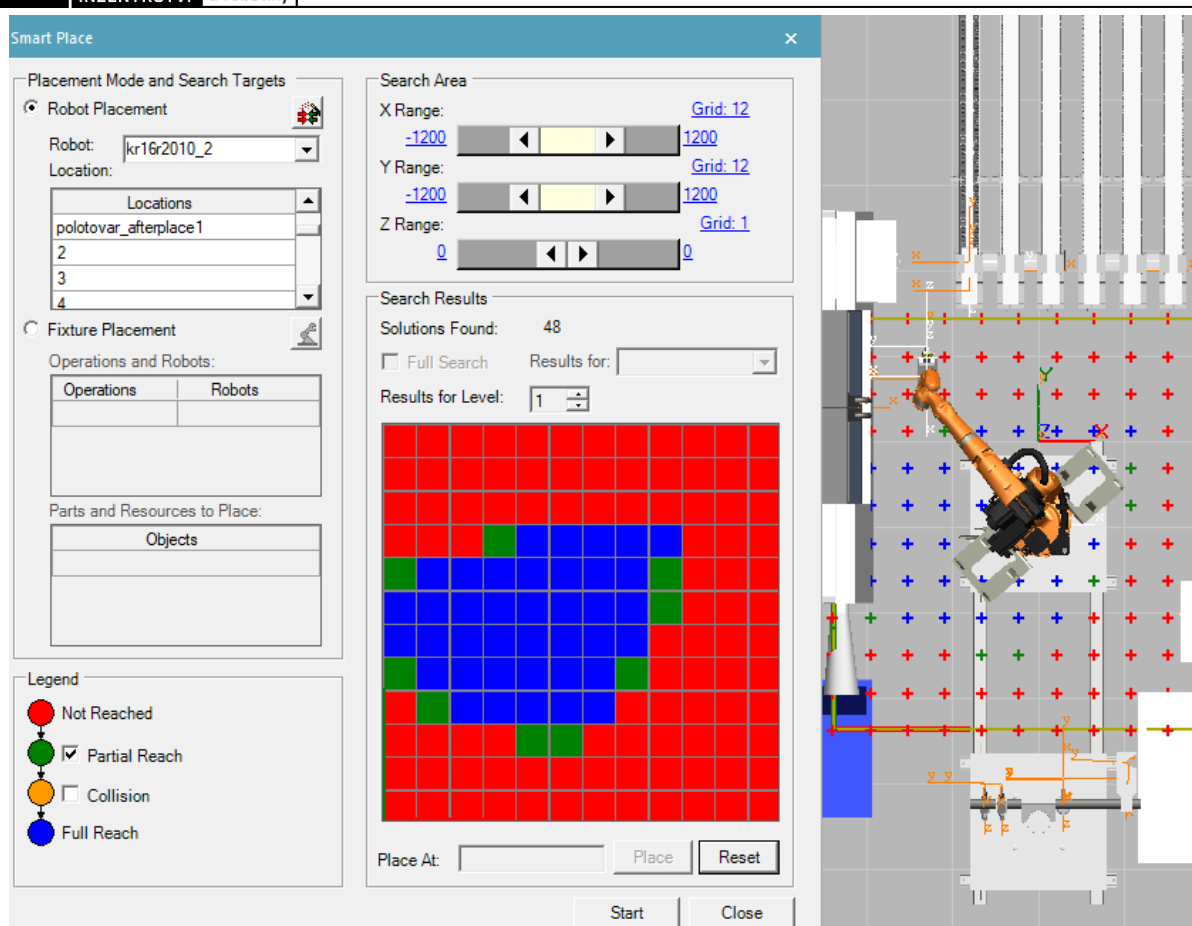 Smart Place
Placement Mode and Search Targets
Robot Placement
Robot: kr16r2010_2
Location:
Locations
polotovar_afterplace1
2
3
4
Fixture Placement
Operations and Robots:
Operations Robots
Parts and Resources to Place:
Objects
Legend
Not Reached
Partial Reach
Collision
Full Reach
Search Area
X Range: Grid: 12
-1200 1200
Y Range: Grid: 12
-1200 1200
Z Range: Grid: 1
0 0
Search Results
Solutions Found: 48
Full Search Results for:
Results for Level: 1
Place At: Place Reset
Start Close